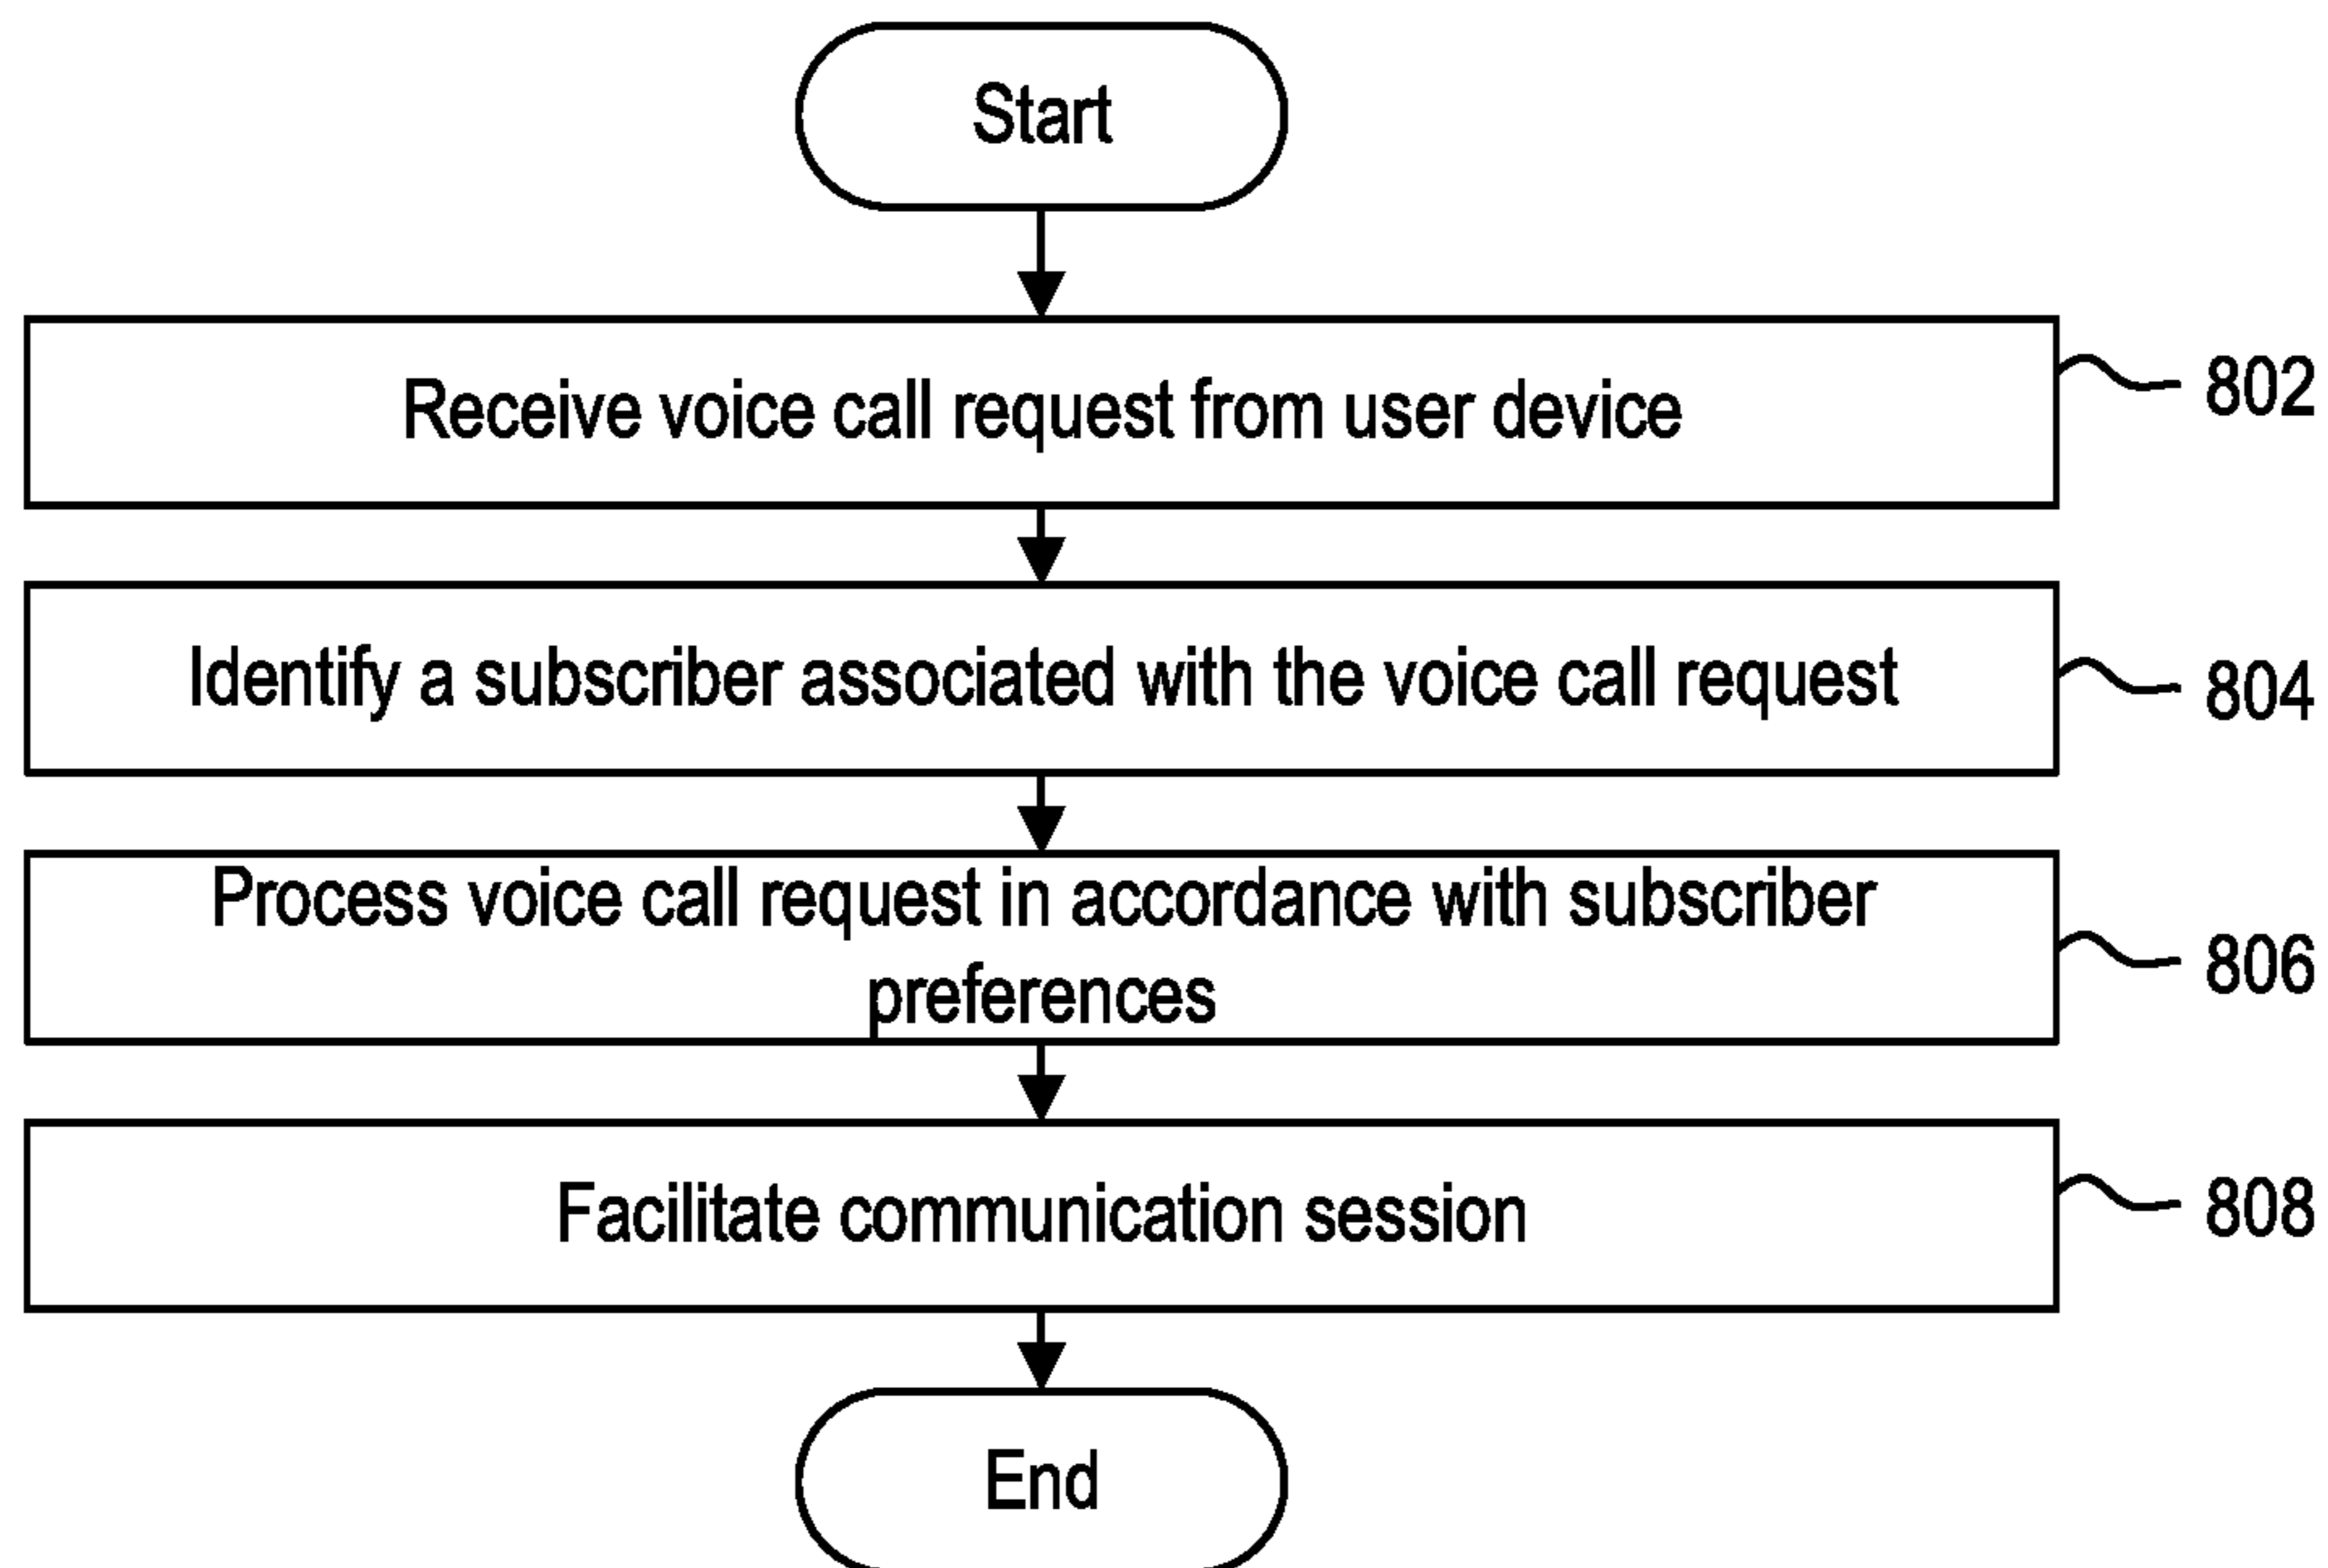 Start
Receive voice call request from user device
802
Identify a subscriber associated with the voice call request
804
Process voice call request in accordance with subscriber
preferences
806
Facilitate communication session
808
End